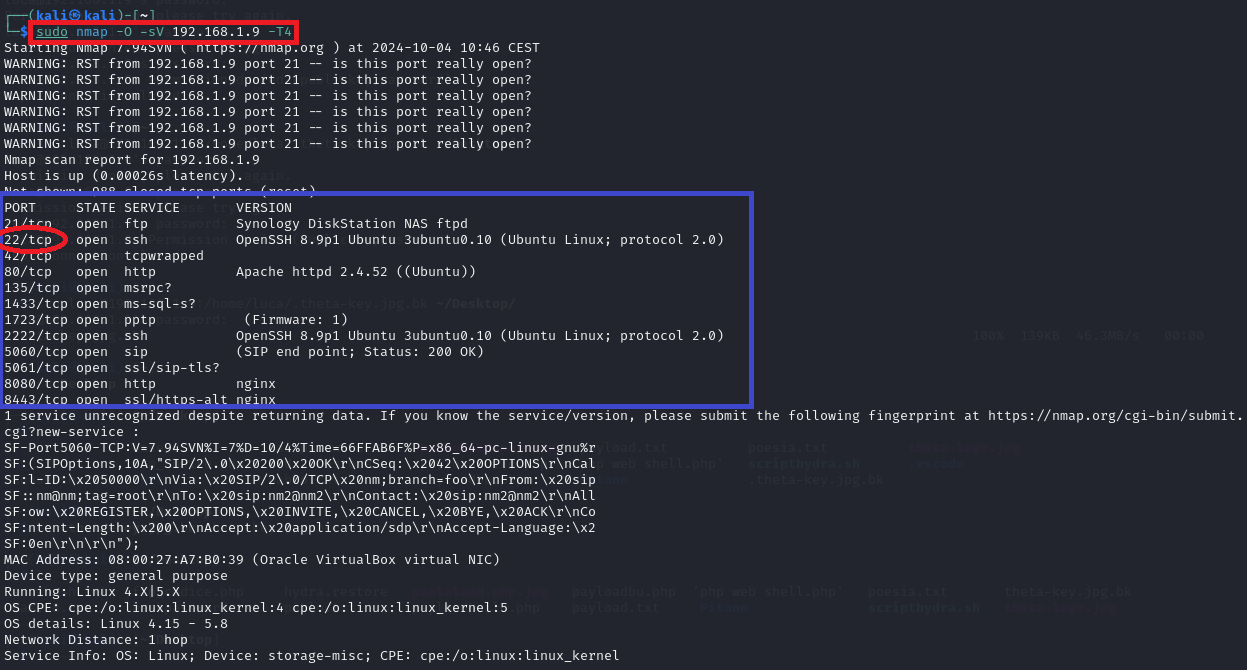 (kali㉿kali)-[~]
$ sudo nmap -O -sV 192.168.1.9 -T4
Starting Nmap 7.94SVN ( https://nmap.org ) at 2024-10-04 10:46 CEST
WARNING: RST from 192.168.1.9 port 21 -- is this port really open?
WARNING: RST from 192.168.1.9 port 21 -- is this port really open?
WARNING: RST from 192.168.1.9 port 21 -- is this port really open?
WARNING: RST from 192.168.1.9 port 21 -- is this port really open?
WARNING: RST from 192.168.1.9 port 21 -- is this port really open?
WARNING: RST from 192.168.1.9 port 21 -- is this port really open?
Nmap scan report for 192.168.1.9
Host is up (0.00026s latency).
Not shown: 988 closed tcp ports (reset)
PORT     STATE SERVICE       VERSION
21/tcp   open  ftp           Synology DiskStation NAS ftpd
22/tcp   open  ssh           OpenSSH 8.9p1 Ubuntu 3ubuntu0.10 (Ubuntu Linux; protocol 2.0)
42/tcp   open  tcpwrapped
80/tcp   open  http          Apache httpd 2.4.52 ((Ubuntu))
135/tcp  open  msrpc?
1433/tcp open  ms-sql-s?
1723/tcp open  pptp           (Firmware: 1)
2222/tcp open  ssh           OpenSSH 8.9p1 Ubuntu 3ubuntu0.10 (Ubuntu Linux; protocol 2.0)
5060/tcp open  sip           (SIP end point; Status: 200 OK)
5061/tcp open  ssl/sip-tls?
8080/tcp open  http          nginx
8443/tcp open  ssl/https-alt nginx
1 service unrecognized despite returning data. If you know the service/version, please submit the following fingerprint at https://nmap.org/cgi-bin/submit.
cgi?new-service :
SF-Port5060-TCP:V=7.94SVN%I=7%D=10/4%Time=66FFAB6F%P=x86_64-pc-linux-gnu%r
SF:(SIPOptions,10A,"SIP/2\.0\x20200\x20OK\r\nCSeq:\x2042\x20OPTIONS\r\nCal
SF:l-ID:\x2050000\r\nVia:\x20SIP/2\.0/TCP\x20nm;branch=foo\r\nFrom:\x20sip
SF::nm@nm;tag=root\r\nTo:\x20sip:nm2@nm2\r\nContact:\x20sip:nm2@nm2\r\nAll
SF:ow:\x20REGISTER,\x20OPTIONS,\x20INVITE,\x20CANCEL,\x20BYE,\x20ACK\r\nCo
SF:ntent-Length:\x200\r\nAccept:\x20application/sdp\r\nAccept-Language:\x2
SF:0en\r\n\r\n");
MAC Address: 08:00:27:A7:B0:39 (Oracle VirtualBox virtual NIC)
Device type: general purpose
Running: Linux 4.X|5.X
OS CPE: cpe:/o:linux:linux_kernel:4 cpe:/o:linux:linux_kernel:5
OS details: Linux 4.15 - 5.8
Network Distance: 1 hop
Service Info: OS: Linux; Device: storage-misc; CPE: cpe:/o:linux:linux_kernel